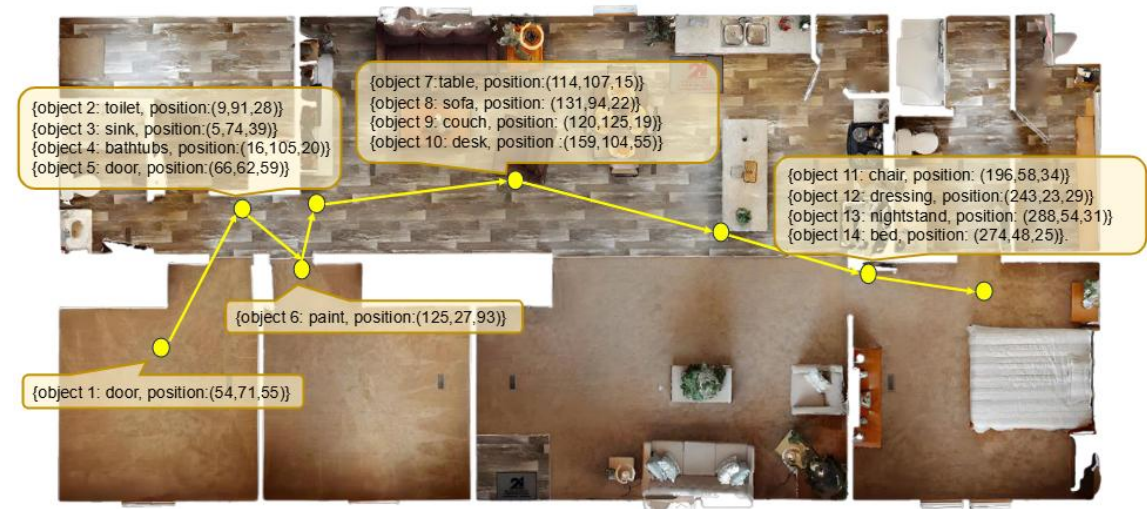 {object 2: toilet, position:(9,91,28)}
{object 3: sink, position:(5,74,39)}
{object 4: bathtubs, position:(16,105,20)}
{object 5: door, position:(66,62,59)}
{object 7:table, position:(114,107,15)}
{object 8: sofa, position: (131,94,22)}
{object 9: couch, position: (120,125,19)}
{object 10: desk, position :(159,104,55)}
{object 11: chair, position: (196,58,34)}
{object 12: dressing, position:(243,23,29)}
{object 13: nightstand, position: (288,54,31)}
{object 14: bed, position: (274,48,25)}.
{object 6: paint, position:(125,27,93)}
{object 1: door, position:(54,71,55)}